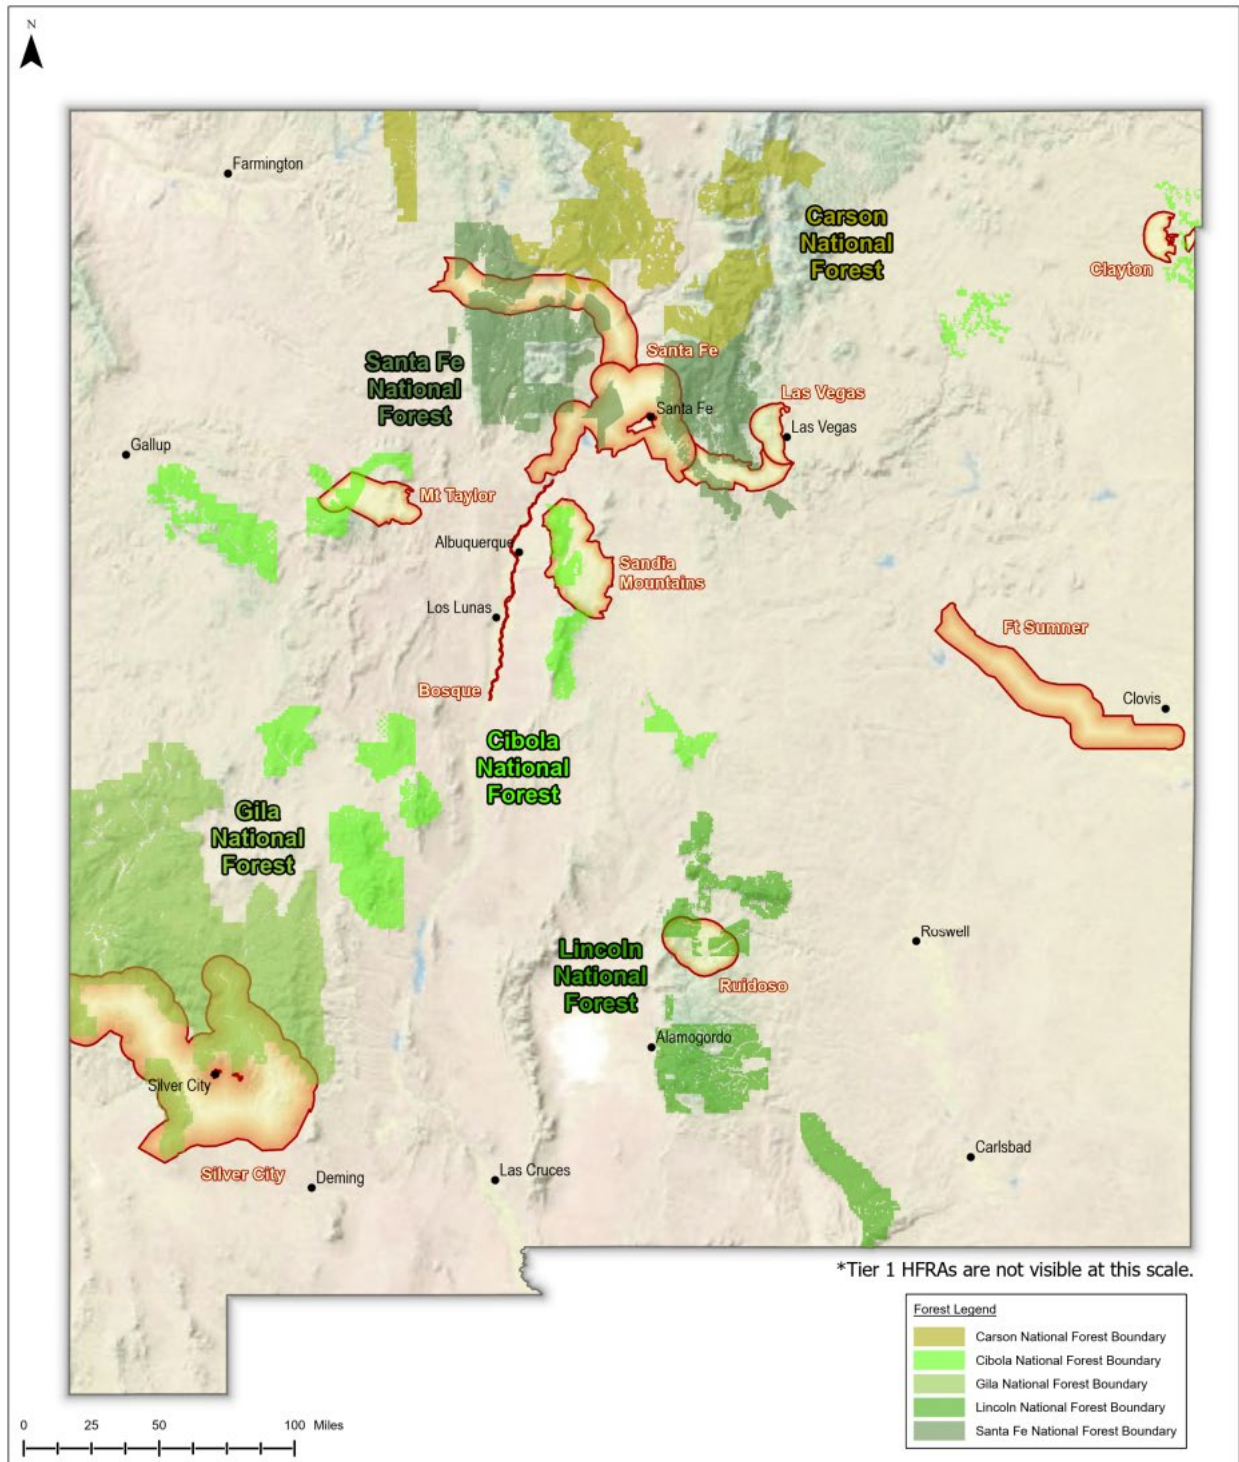 N
Farmington
Carson
National
Forest
Clayton
Santa Fe
National
Forest
Santa Fe
Las Vegas
Santa Fe
Las Vegas
Gallup
Mt Taylor
Albuquerque
Sandia
Mountains
Los Lunas
Ft Sumner
Bosque
Clovis
Cibola
National
Forest
Gila
National
Forest
Roswell
Lincoln
National
Forest
Ruidoso
Alamogordo
Silver City
Carlsbad
Silver City
Deming
Las Cruces
*Tier 1 HFRAs are not visible at this scale.
Forest Legend
Carson National Forest Boundary
Cibola National Forest Boundary
Gila National Forest Boundary
Lincoln National Forest Boundary
Santa Fe National Forest Boundary
0 25 50 100 Miles